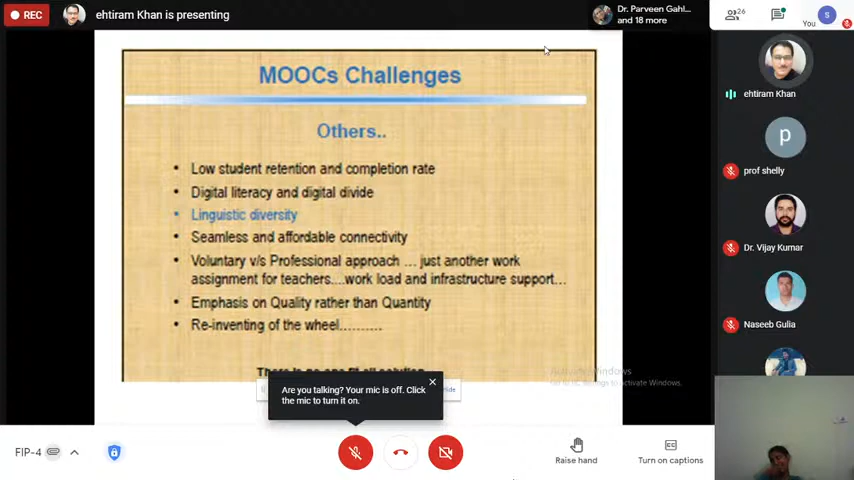 REC
ehtiram Khan is presenting
Dr. Parveen Gahl...
and 18 more
26
S
You
MOOCs Challenges
Others..
• Low student retention and completion rate
• Digital literacy and digital divide
• Linguistic diversity
• Seamless and affordable connectivity
• Voluntary v/s Professional approach … just another work
assignment for teachers....work load and infrastructure support…
• Emphasis on Quality rather than Quantity
• Re-inventing of the wheel..........
There is no one fit all solution
Activate Windows
Go to PC settings to activate Windows.
Are you talking? Your mic is off. Click
the mic to turn it on.
ehtiram Khan
p
prof shelly
Dr. Vijay Kumar
Naseeb Gulia
FIP-4
Raise hand
Turn on captions